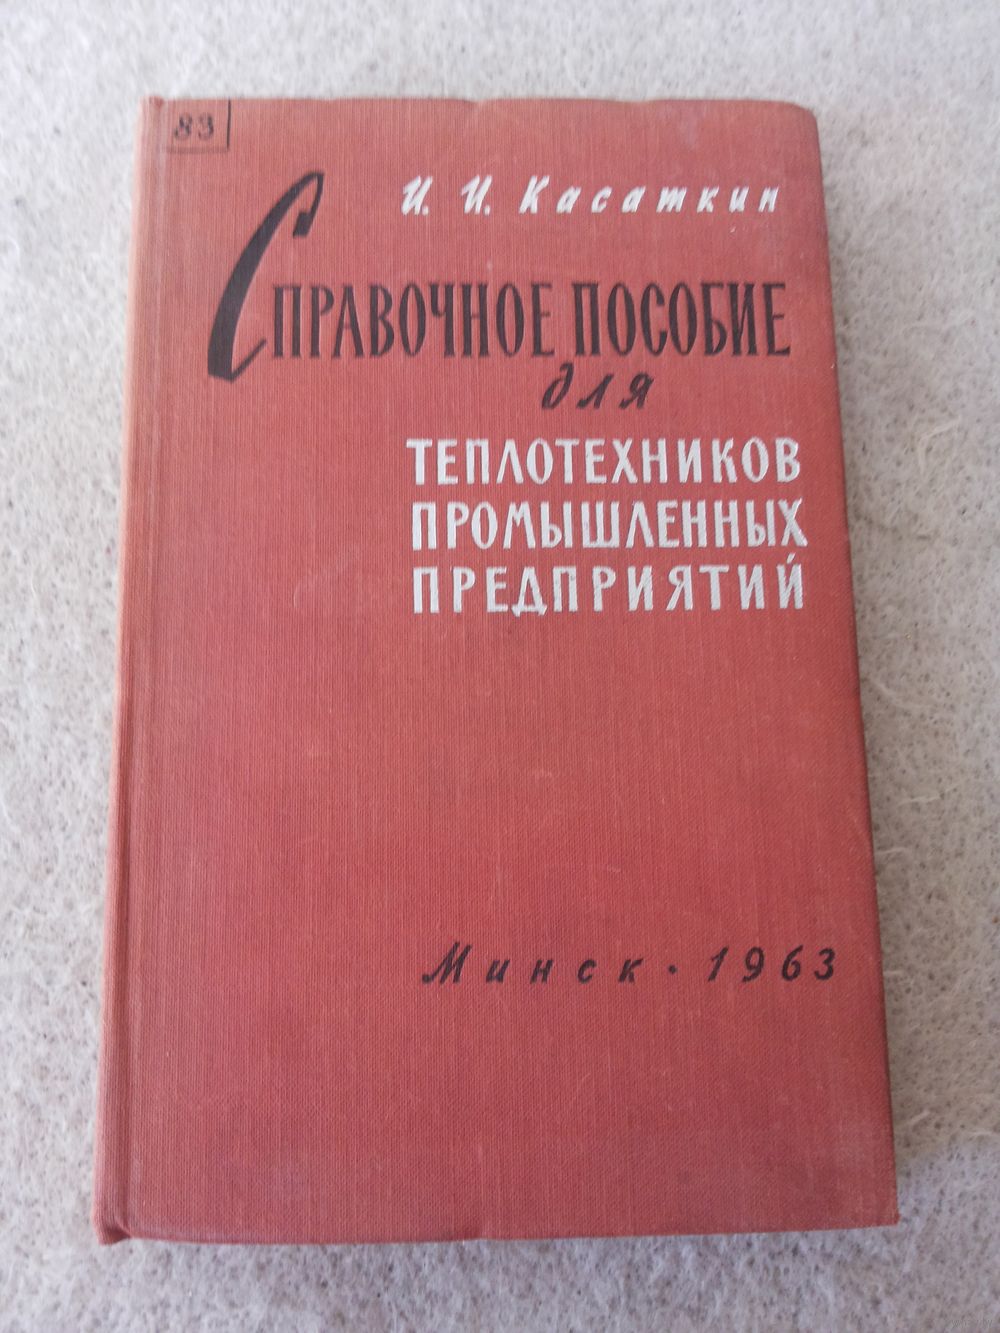 83
И. И. Касаткин
СПРАВОЧНОЕ ПОСОБИЕ
для
ТЕПЛОТЕХНИКОВ
ПРОМЫШЛЕННЫХ
ПРЕДПРИЯТИЙ
Минск · 1963